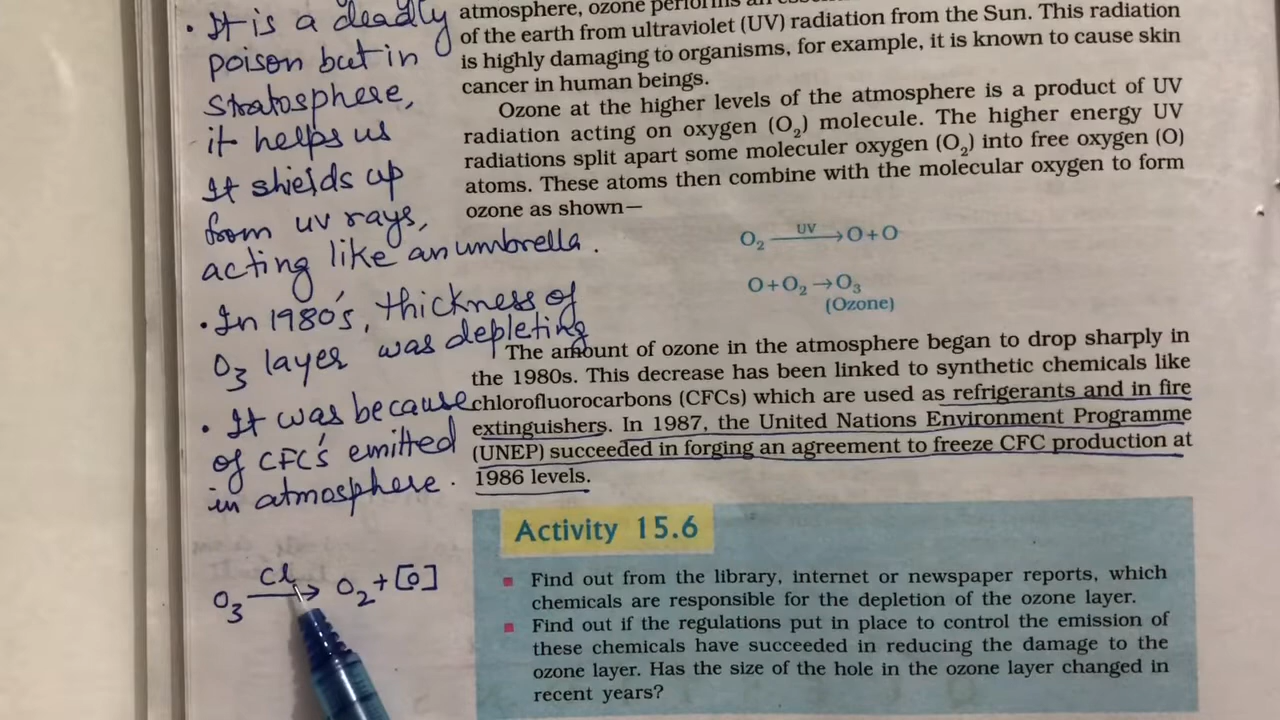 • It is a deadly
poison but in
stratosphere,
it helps us
It shields up
from uv rays,
acting like an umbrella.
• In 1980's, thickness of
O3 layer was depleting
• It was because
of CFC's emitted
in atmosphere.
O3 Cl→ O2 + [O]
atmosphere, ozone performs an
of the earth from ultraviolet (UV) radiation from the Sun. This radiation
is highly damaging to organisms, for example, it is known to cause skin
cancer in human beings.
Ozone at the higher levels of the atmosphere is a product of UV
radiation acting on oxygen (O2) molecule. The higher energy UV
radiations split apart some moleculer oxygen (O2) into free oxygen (O)
atoms. These atoms then combine with the molecular oxygen to form
ozone as shown—
O2 UV→ O+O
O+O2→O3
(Ozone)
The amount of ozone in the atmosphere began to drop sharply in
the 1980s. This decrease has been linked to synthetic chemicals like
chlorofluorocarbons (CFCs) which are used as refrigerants and in fire
extinguishers. In 1987, the United Nations Environment Programme
(UNEP) succeeded in forging an agreement to freeze CFC production at
1986 levels.
Activity 15.6
▪ Find out from the library, internet or newspaper reports, which
chemicals are responsible for the depletion of the ozone layer.
▪ Find out if the regulations put in place to control the emission of
these chemicals have succeeded in reducing the damage to the
ozone layer. Has the size of the hole in the ozone layer changed in
recent years?